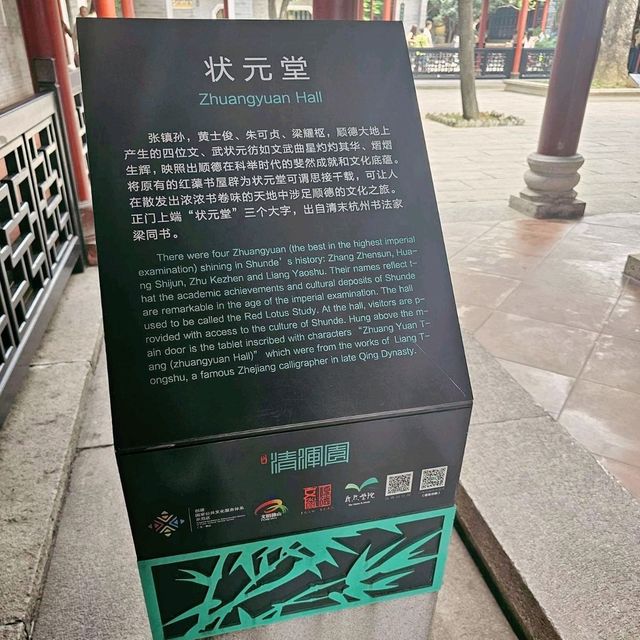 状元堂
Zhuangyuan Hall
张镇孙，黄士俊、朱可贞、梁耀枢，顺德大地上
产生的四位文、武状元彷如文武曲星灼灼其华、熠熠
生辉，映照出顺德在科举时代的斐然成就和文化底蕴。
将原有的红蕖书屋辟为状元堂可谓思接千载，可让人
在散发出浓浓书卷味的天地中涉足顺德的文化之旅。
正门上端“状元堂”三个大字，出自清末杭州书法家
梁同书。
There were four Zhuangyuan (the best in the highest imperial
examination) shining in Shunde's history: Zhang Zhensun, Hua-
ng Shijun, Zhu Kezhen and Liang Yaoshu. Their names reflect t-
hat the academic achievements and cultural deposits of Shunde
are remarkable in the age of the imperial examination. The hall
used to be called the Red Lotus Study. At the hall, visitors are p-
rovided with access to the culture of Shunde. Hung above the m-
ain door is the tablet inscribed with characters “Zhuang Yuan T-
ang (zhuangyuan Hall)” which were from the works of Liang T-
ongshu, a famous Zhejiang calligrapher in late Qing Dynasty.
清晖園